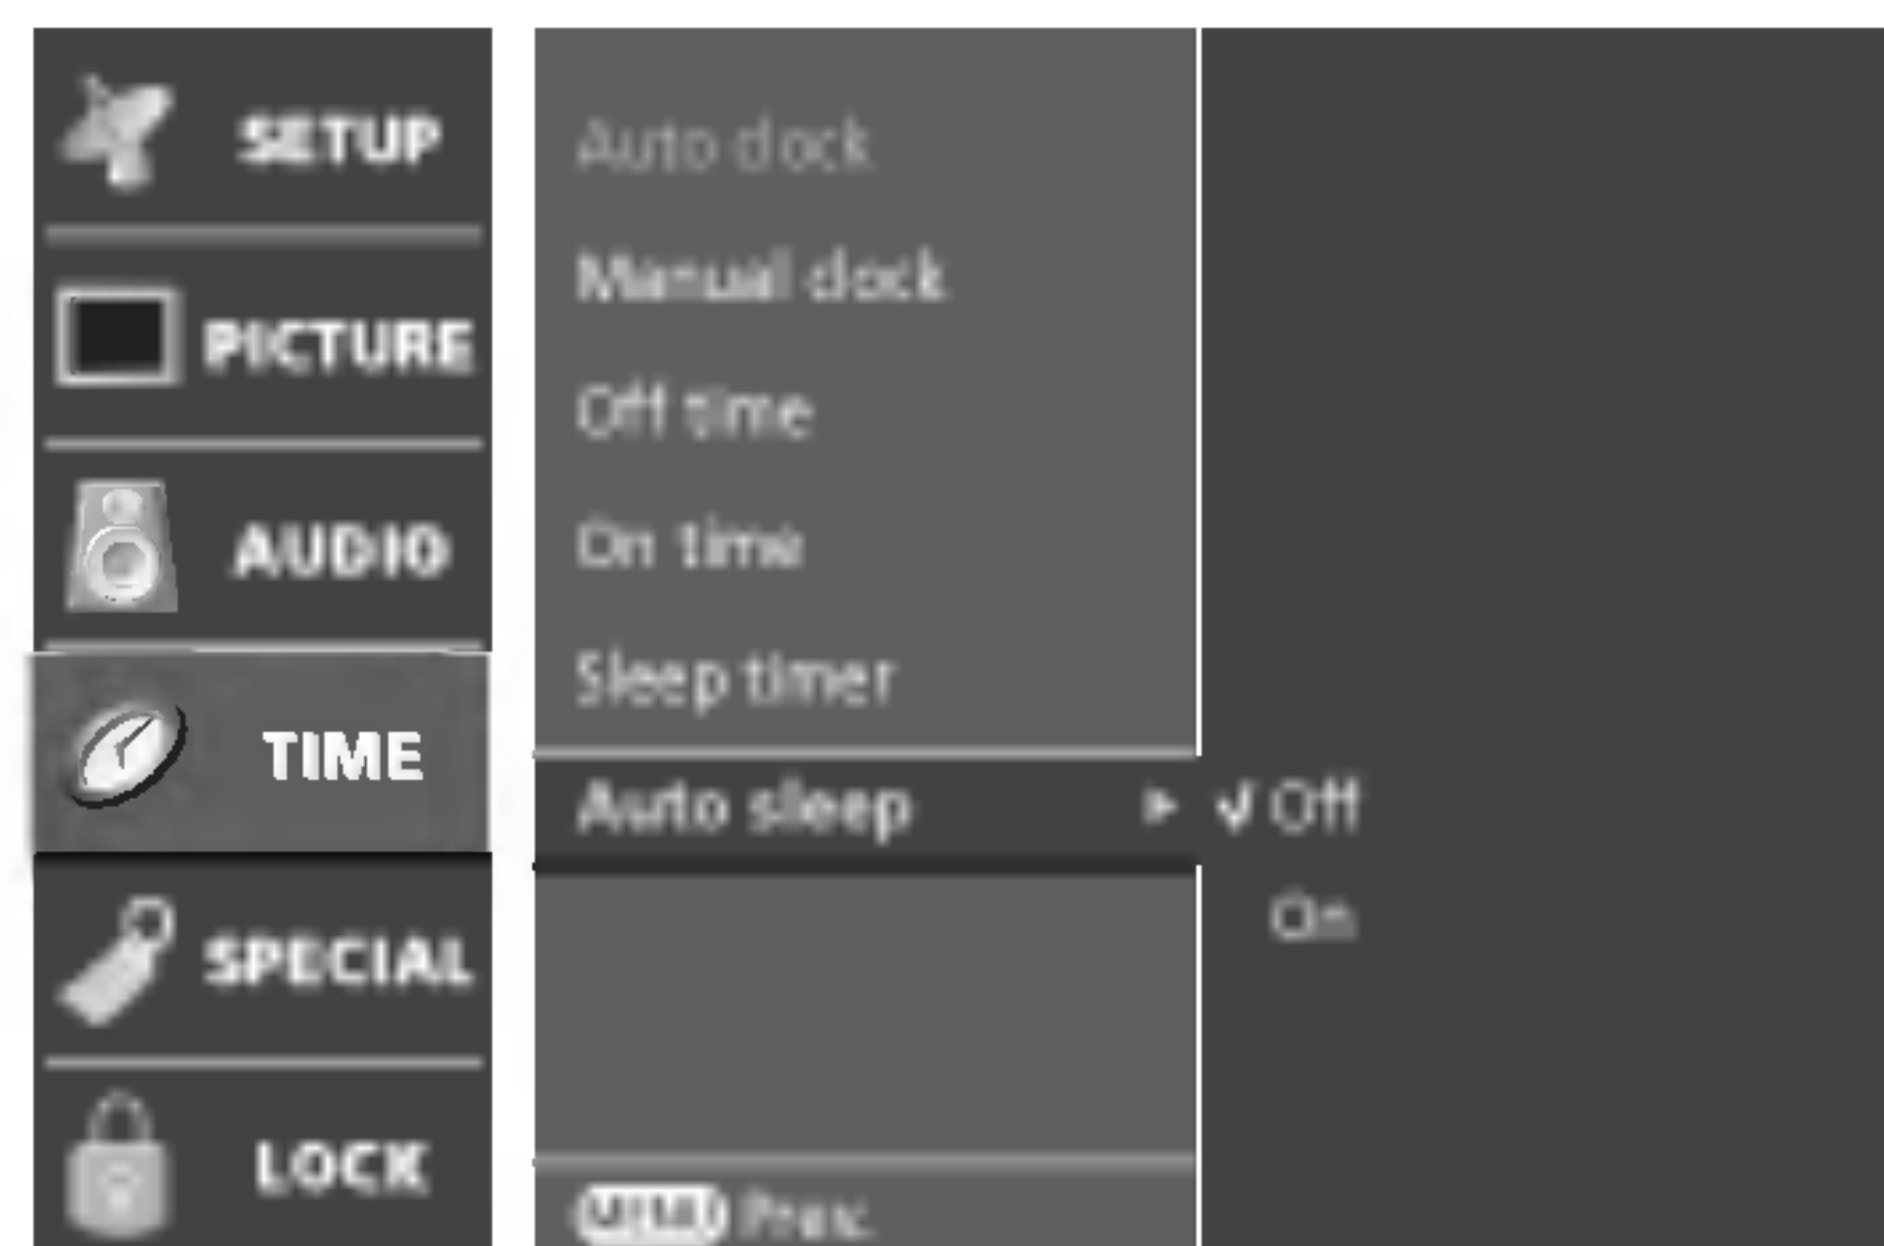 SETUP
PICTURE
AUDIO
TIME
SPECIAL
LOCK
Auto clock
Manual clock
Off time
On time
Sleep timer
Auto sleep ▶ ✓ Off
On
MENU Prev.